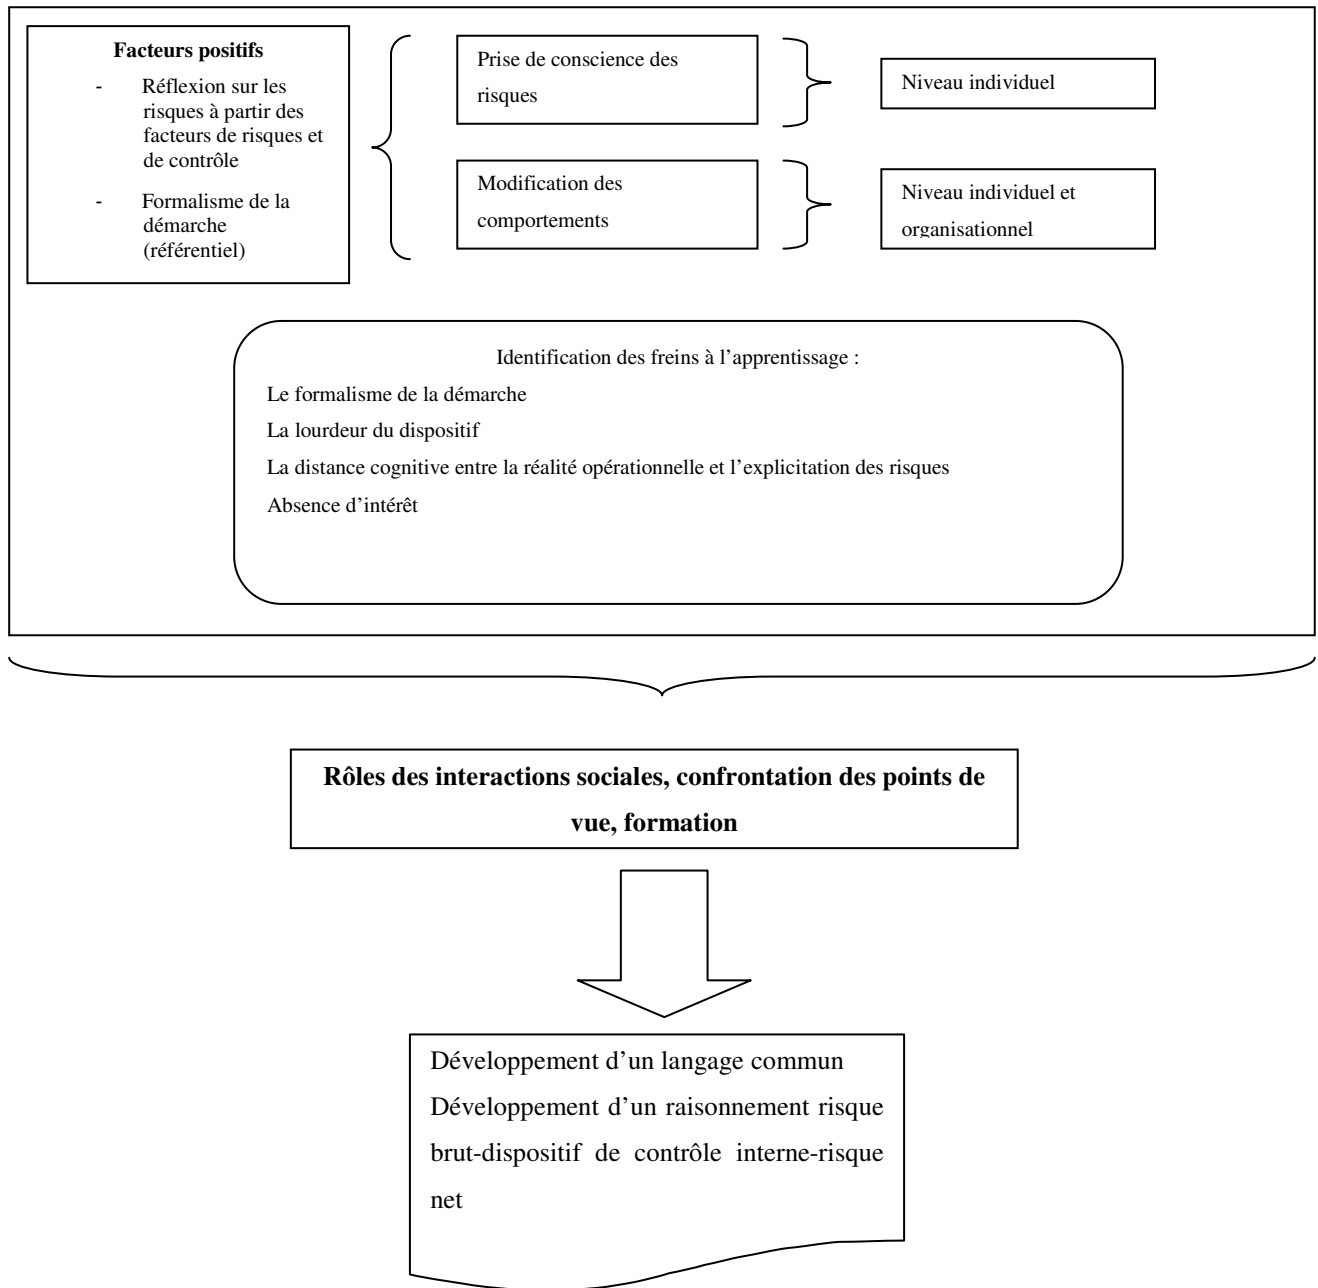 Facteurs positifs
- Réflexion sur les
risques à partir des
facteurs de risques et
de contrôle
- Formalisme de la
démarche
(référentiel)
Prise de conscience des
risques
Niveau individuel
Modification des
comportements
Niveau individuel et
organisationnel
Identification des freins à l’apprentissage :
Le formalisme de la démarche
La lourdeur du dispositif
La distance cognitive entre la réalité opérationnelle et l’explicitation des risques
Absence d’intérêt
Rôles des interactions sociales, confrontation des points de
vue, formation
Développement d’un langage commun
Développement d’un raisonnement risque
brut-dispositif de contrôle interne-risque
net